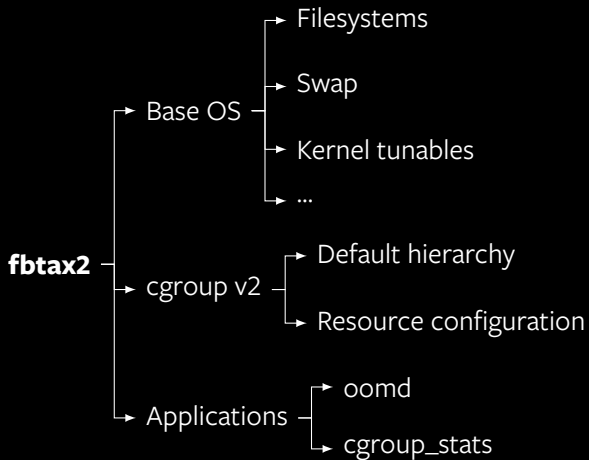 fbtax2
Base OS
Filesystems
Swap
Kernel tunables
...
cgroup v2
Default hierarchy
Resource configuration
Applications
oomd
cgroup_stats